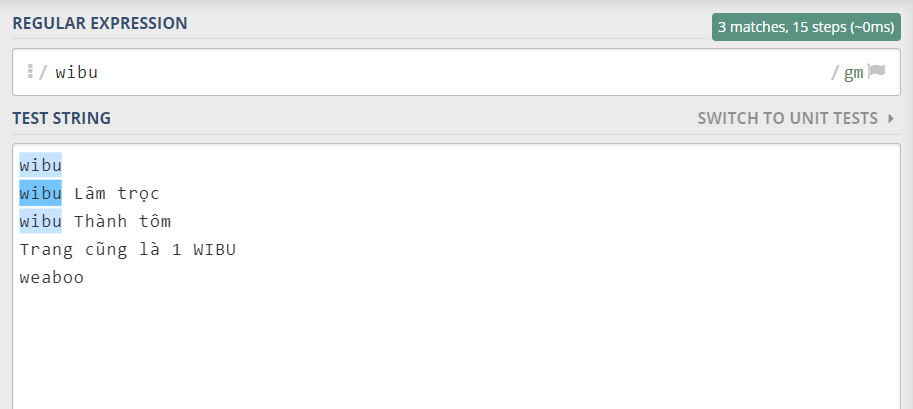 REGULAR EXPRESSION
3 matches, 15 steps (~0ms)
/ wibu / gm
TEST STRING
SWITCH TO UNIT TESTS
wibu
wibu Lâm trọc
wibu Thành tôm
Trang cũng là 1 WIBU
weaboo